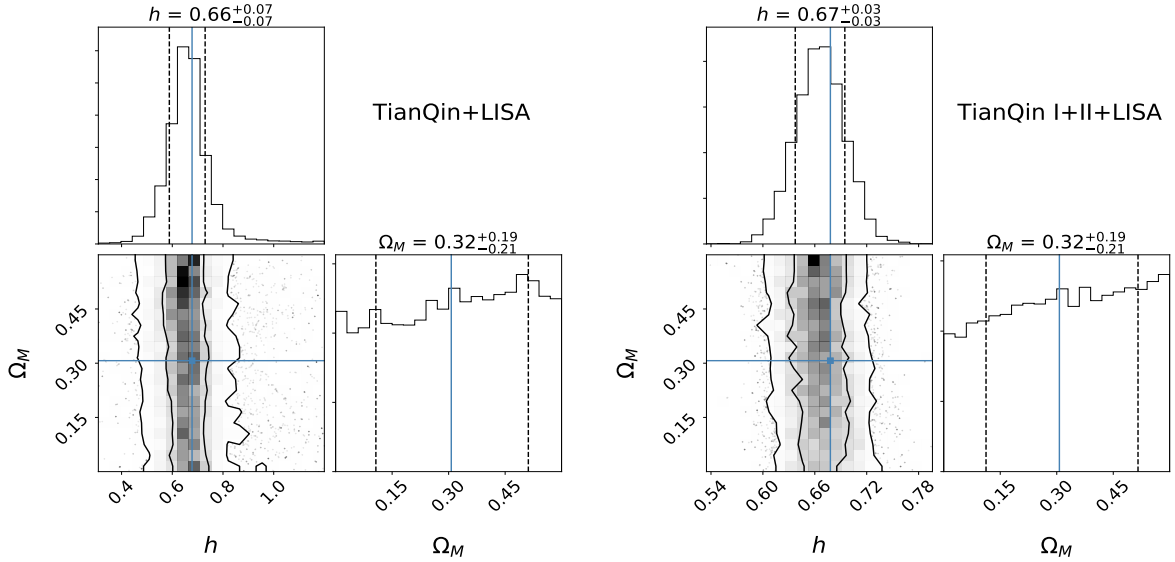 h = 0.66+0.07 −0.07
TianQin+LISA
Ω_M = 0.32+0.19 −0.21
Ω_M
0.45
0.30
0.15
0.4 0.6 0.8 1.0
h
0.15 0.30 0.45
Ω_M
h = 0.67+0.03 −0.03
TianQin I+II+LISA
Ω_M = 0.32+0.19 −0.21
Ω_M
0.45
0.30
0.15
0.54 0.60 0.66 0.72 0.78
h
0.15 0.30 0.45
Ω_M